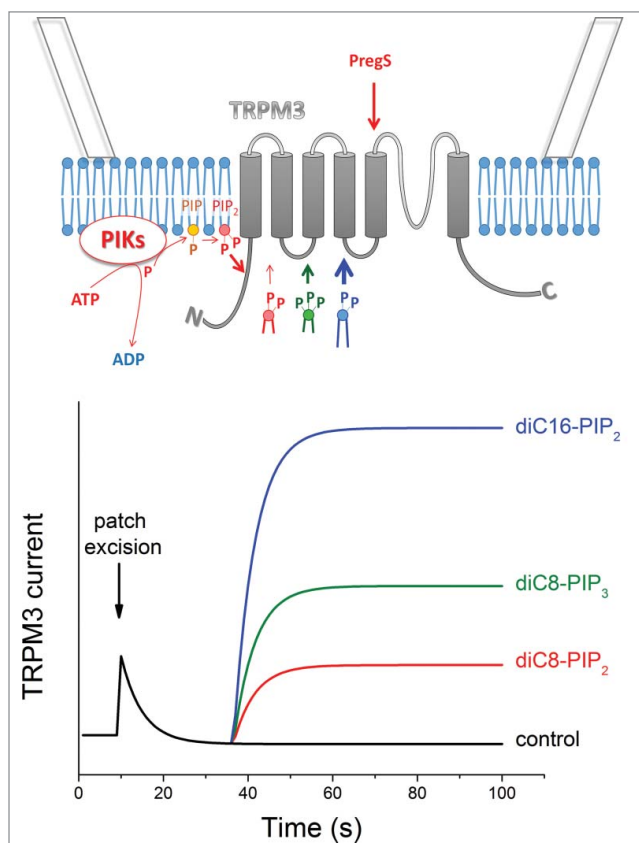 PregS
TRPM3
PIP PIP₂
PIKs
P P P P
ATP
ADP
N
C
P P
P P P
P P
diC16-PIP₂
patch
excision
diC8-PIP₃
diC8-PIP₂
control
TRPM3 current
0 20 40 60 80 100
Time (s)